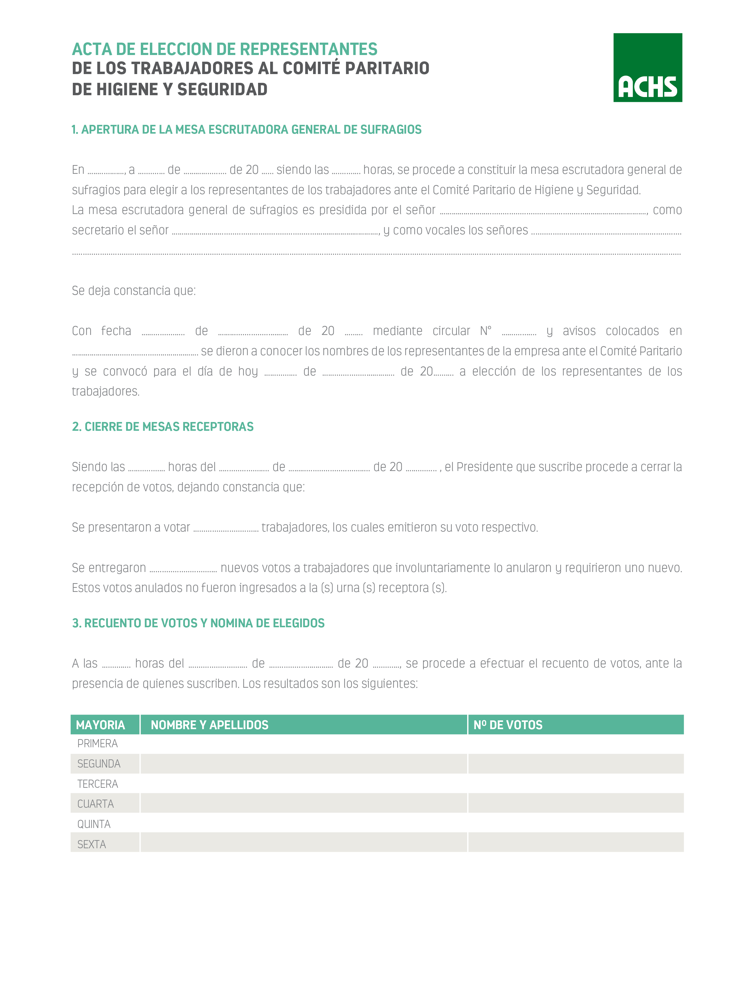 ACTA DE ELECCION DE REPRESENTANTES
DE LOS TRABAJADORES AL COMITÉ PARITARIO
DE HIGIENE Y SEGURIDAD
ACHS
1. APERTURA DE LA MESA ESCRUTADORA GENERAL DE SUFRAGIOS
En .................., a ............. de ..................... de 20 ...... siendo las .............. horas, se procede a constituir la mesa escrutadora general de
sufragios para elegir a los representantes de los trabajadores ante el Comité Paritario de Higiene y Seguridad.
La mesa escrutadora general de sufragios es presidida por el señor ...................................................................................................., como
secretario el señor ...................................................................................................., y como vocales los señores .........................................................................
..............................................................................................................................................................................................................................
Se deja constancia que:
Con fecha ..................... de .................................. de 20 ......... mediante circular N° ................. y avisos colocados en
............................................................. se dieron a conocer los nombres de los representantes de la empresa ante el Comité Paritario
y se convocó para el día de hoy ................ de ................................... de 20.......... a elección de los representantes de los
trabajadores.
2. CIERRE DE MESAS RECEPTORAS
Siendo las .................. horas del ........................ de ....................................... de 20 ............... , el Presidente que suscribe procede a cerrar la
recepción de votos, dejando constancia que:
Se presentaron a votar ................................ trabajadores, los cuales emitieron su voto respectivo.
Se entregaron ................................. nuevos votos a trabajadores que involuntariamente lo anularon y requirieron uno nuevo.
Estos votos anulados no fueron ingresados a la (s) urna (s) receptora (s).
3. RECUENTO DE VOTOS Y NOMINA DE ELEGIDOS
A las .............. horas del ............................ de ............................... de 20 ............., se procede a efectuar el recuento de votos, ante la
presencia de quienes suscriben. Los resultados son los siguientes:
MAYORIA NOMBRE Y APELLIDOS Nº DE VOTOS
PRIMERA
SEGUNDA
TERCERA
CUARTA
QUINTA
SEXTA